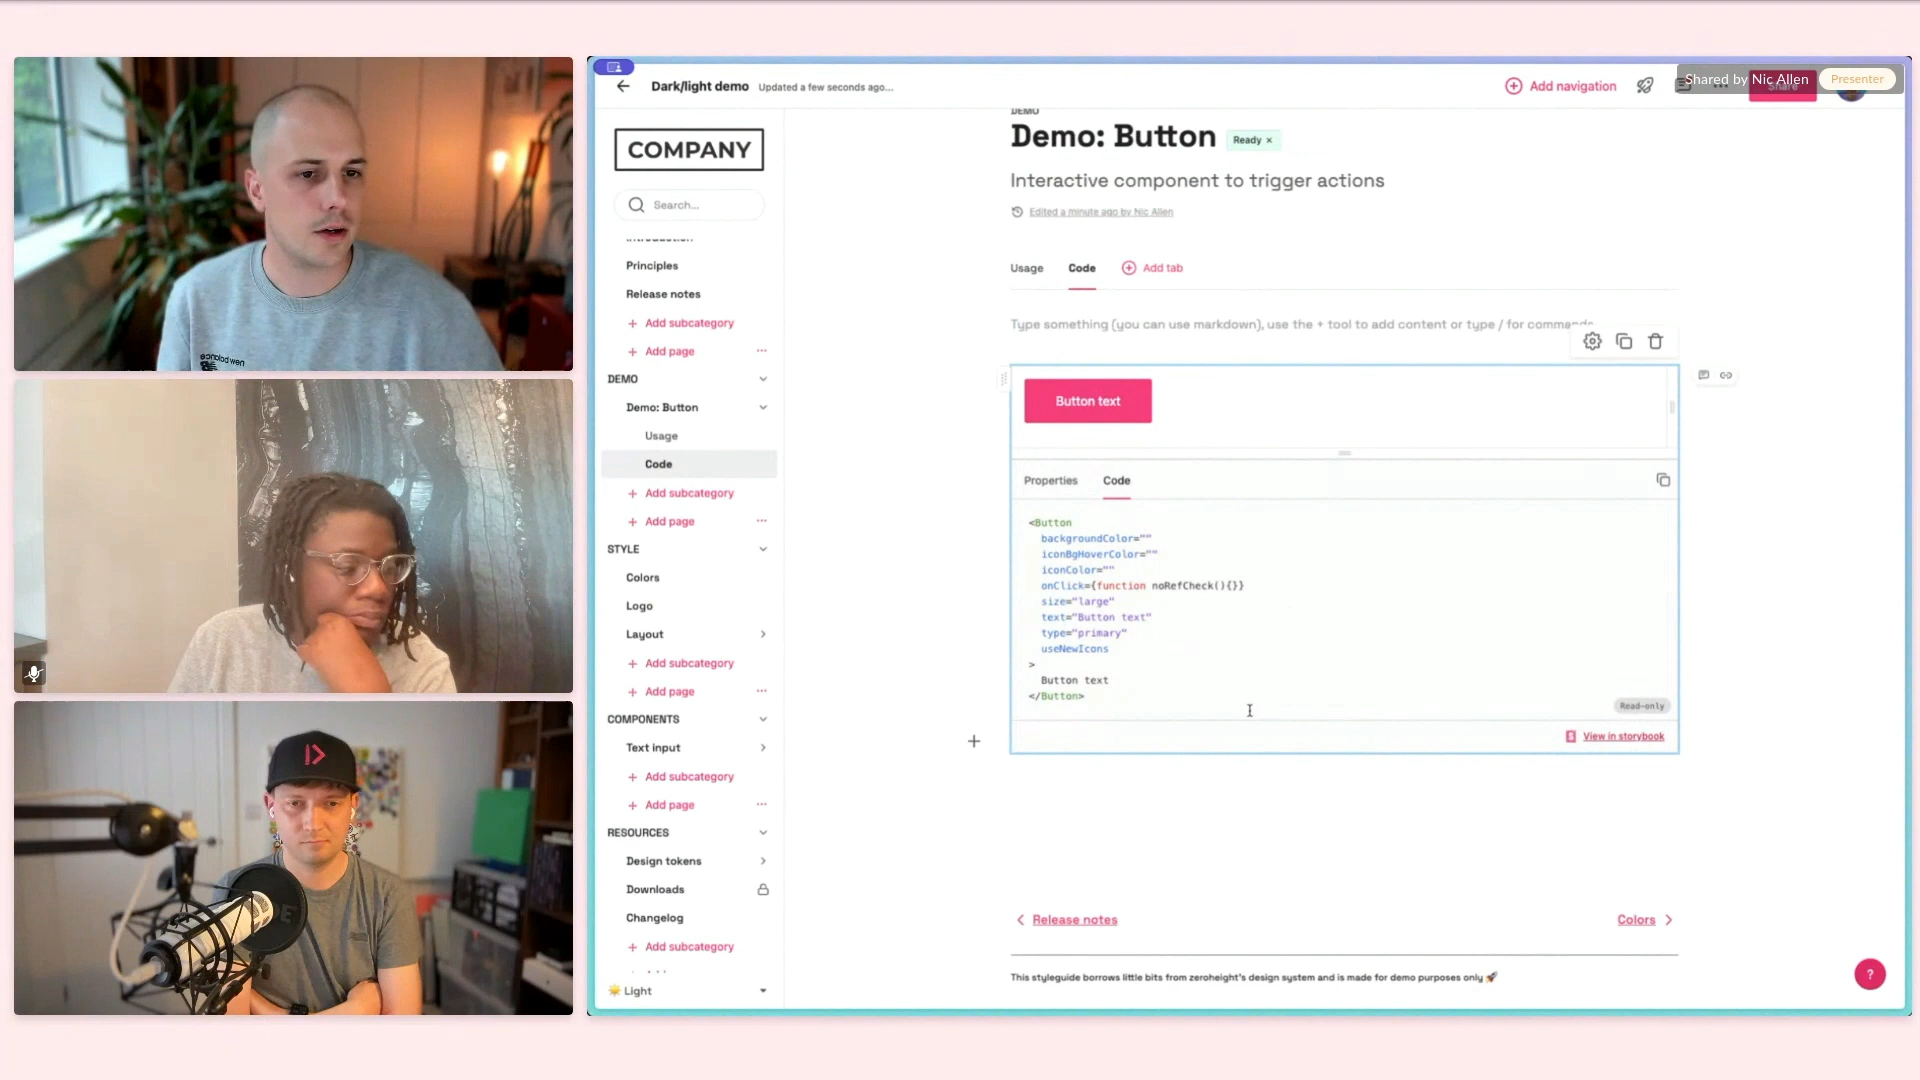 Dark/light demo Updated a few seconds ago...
Add navigation
Shared by Nic Allen Presenter
Share
COMPANY
Search...
Introduction
Principles
Release notes
+ Add subcategory
+ Add page ...
DEMO
Demo: Button
Usage
Code
+ Add subcategory
+ Add page ...
STYLE
Colors
Logo
Layout
+ Add subcategory
+ Add page ...
COMPONENTS
Text input
+ Add subcategory
+ Add page ...
RESOURCES
Design tokens
Downloads
Changelog
+ Add subcategory
Light
DEMO
Demo: Button Ready ×
Interactive component to trigger actions
Edited a minute ago by Nic Allen
Usage Code Add tab
Type something (you can use markdown), use the + tool to add content or type / for commands
Button text
Properties Code
<Button
backgroundColor=""
iconBgHoverColor=""
iconColor=""
onClick={function noRefCheck(){}}
size="large"
text="Button text"
type="primary"
useNewIcons
>
Button text
</Button>
Read-only
View in storybook
Release notes
Colors
This styleguide borrows little bits from zeroheight's design system and is made for demo purposes only 🚀
?
new balance